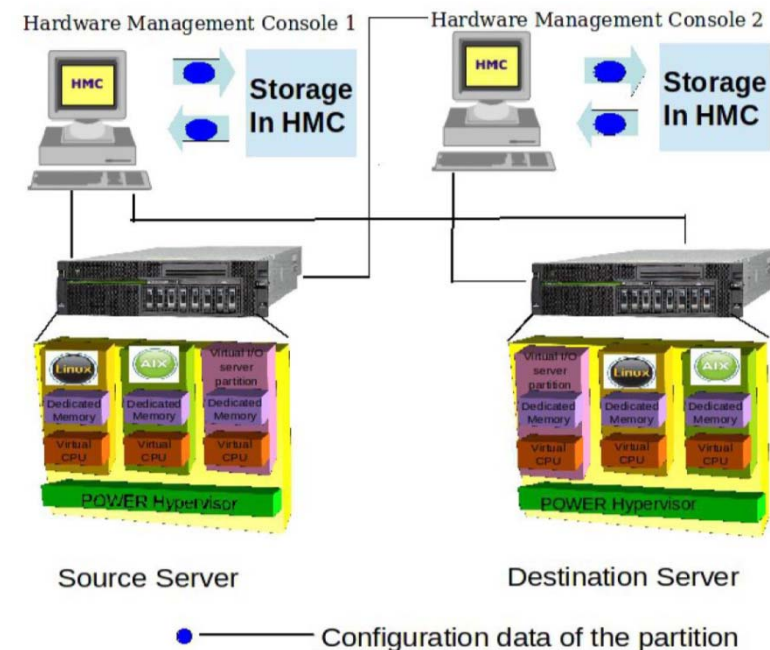 Hardware Management Console 1
Hardware Management Console 2
HMC
Storage
In HMC
HMC
Storage
In HMC
Linux
AIX
Virtual I/O
server
partition
Dedicated
Memory
Dedicated
Memory
Dedicated
Memory
Virtual
CPU
Virtual
CPU
Virtual
CPU
POWER Hypervisor
Virtual I/O
server
partition
Linux
AIX
Dedicated
Memory
Dedicated
Memory
Dedicated
Memory
Virtual
CPU
Virtual
CPU
Virtual
CPU
POWER Hypervisor
Source Server
Destination Server
Configuration data of the partition